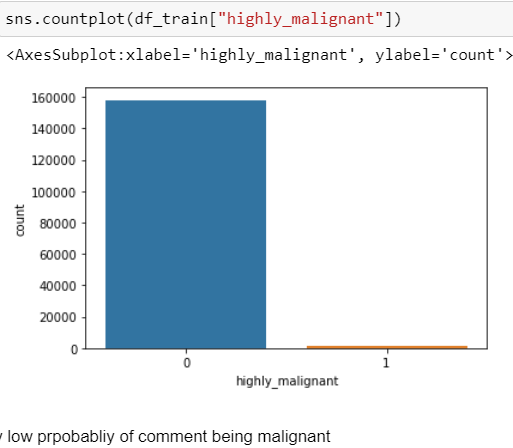 sns.countplot(df_train["highly_malignant"])
<AxesSubplot:xlabel='highly_malignant', ylabel='count'>
160000
140000
120000
100000
80000
60000
40000
20000
0
count
0 1
highly_malignant
low prpobabliy of comment being malignant